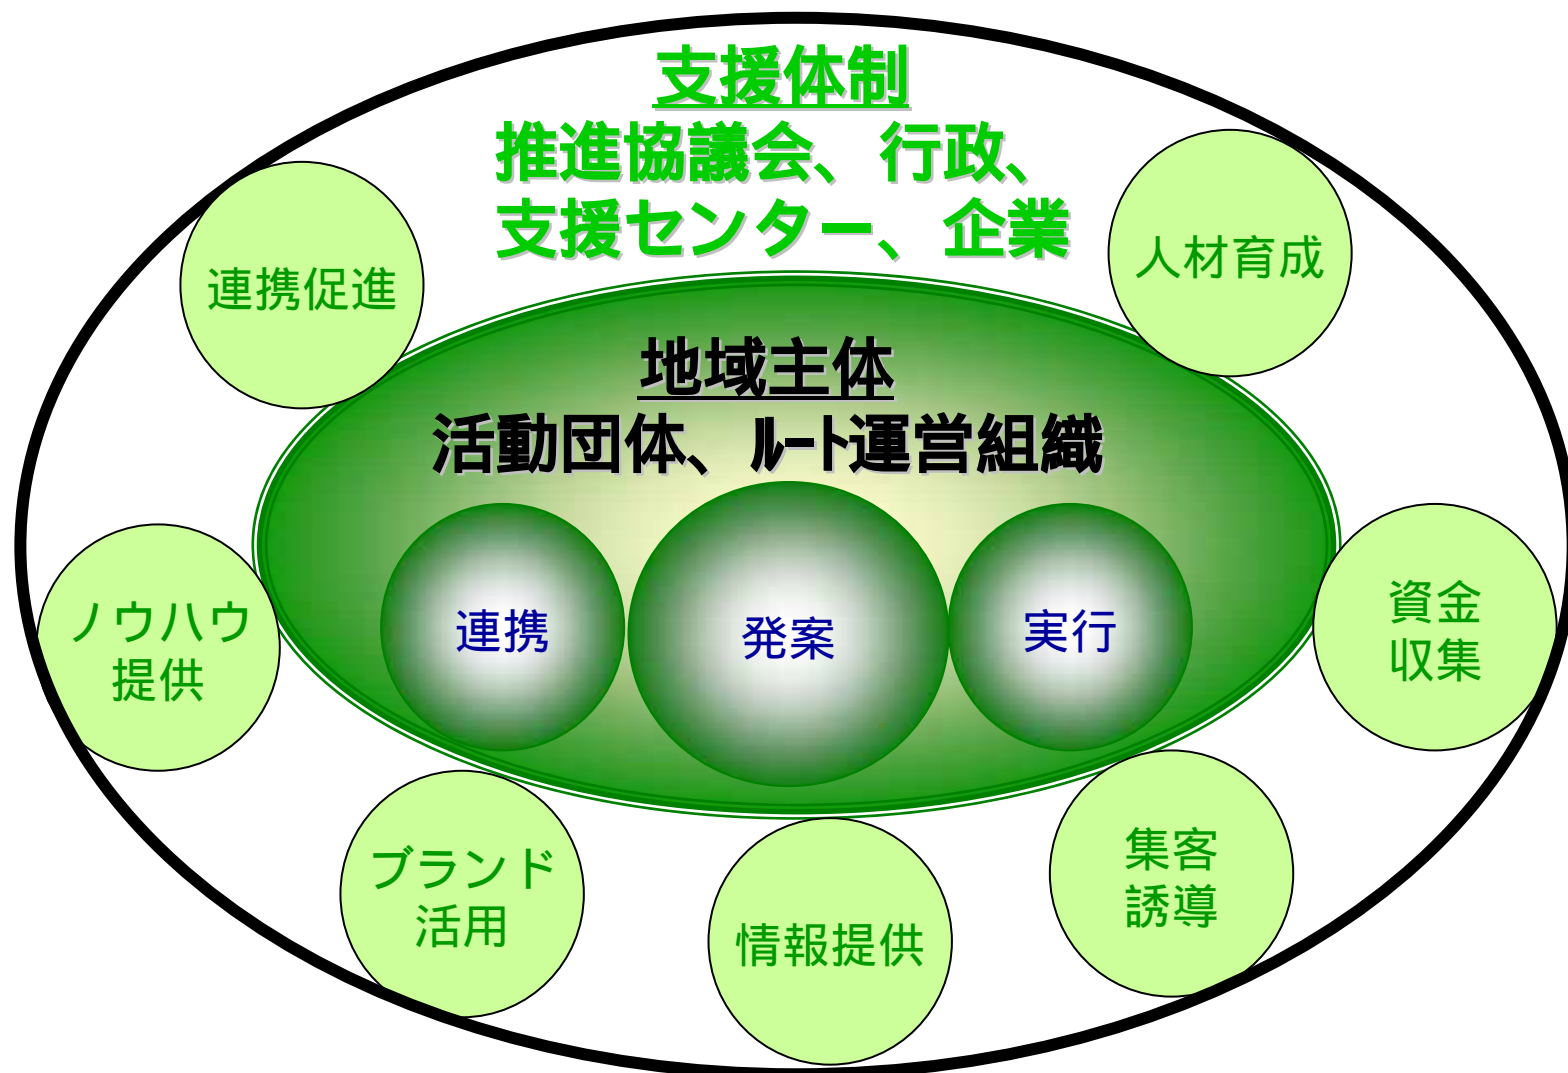 支援体制
推進協議会、行政、
支援センター、企業
連携促進
人材育成
地域主体
活動団体、ﾙｰﾄ運営組織
連携
発案
実行
ノウハウ
提供
資金
収集
ブランド
活用
情報提供
集客
誘導